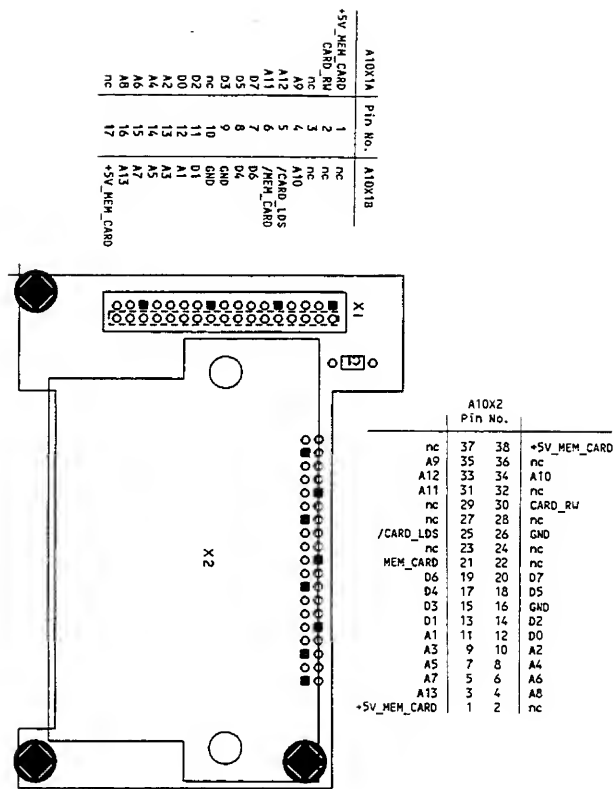 A10X1A Pin No. A10X1B
+5V_MEM_CARD 1 nc
CARD_RW 2 nc
nc 3 nc
A9 4 A10
A12 5 /CARD_LDS
A11 6 /MEM_CARD
D7 7 D6
D5 8 D4
D3 9 GND
nc 10 GND
D2 11 D1
D0 12 A1
A2 13 A3
A4 14 A5
A6 15 A7
A8 16 A13
nc 17 +5V_MEM_CARD
X1
C1
X2
A10X2
Pin No.
nc 37 38 +5V_MEM_CARD
A9 35 36 nc
A12 33 34 A10
A11 31 32 nc
nc 29 30 CARD_RW
nc 27 28 nc
/CARD_LDS 25 26 GND
nc 23 24 nc
MEM_CARD 21 22 nc
D6 19 20 D7
D4 17 18 D5
D3 15 16 GND
D1 13 14 D2
A1 11 12 D0
A3 9 10 A2
A5 7 8 A4
A7 5 6 A6
A13 3 4 A8
+5V_MEM_CARD 1 2 nc